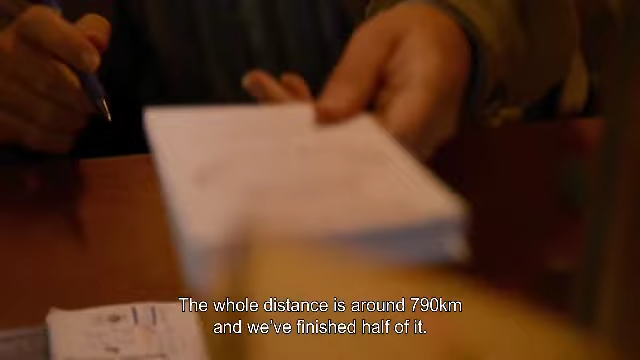 The whole distance is around 790km
and we've finished half of it.